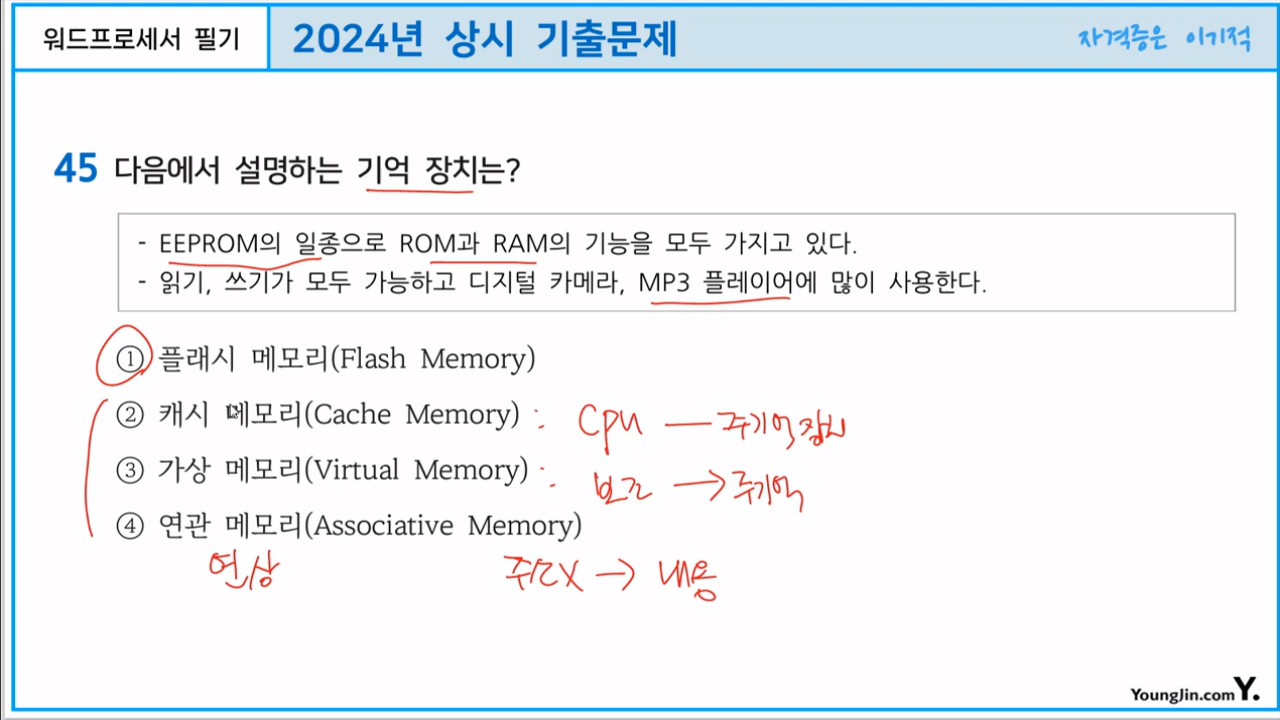 워드프로세서 필기
2024년 상시 기출문제
자격증은 이기적
45 다음에서 설명하는 기억 장치는?
- EEPROM의 일종으로 ROM과 RAM의 기능을 모두 가지고 있다.
- 읽기, 쓰기가 모두 가능하고 디지털 카메라, MP3 플레이어에 많이 사용한다.
① 플래시 메모리(Flash Memory)
② 캐시 메모리(Cache Memory) : CPU — 주기억장치
③ 가상 메모리(Virtual Memory) : 보조 → 주기억
④ 연관 메모리(Associative Memory)
연상 주소X → 내용
YoungJin.com Y.